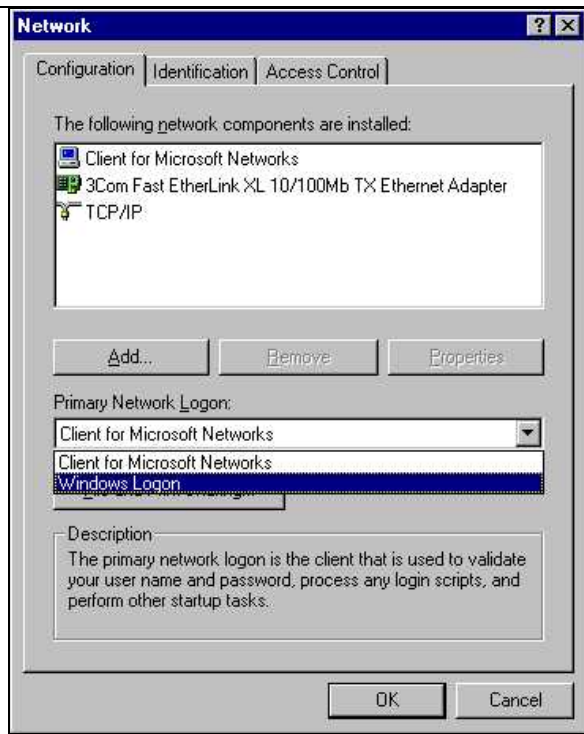 Network
Configuration Identification Access Control
The following network components are installed:
Client for Microsoft Networks
3Com Fast EtherLink XL 10/100Mb TX Ethernet Adapter
TCP/IP
Add... Remove Properties
Primary Network Logon:
Client for Microsoft Networks
Client for Microsoft Networks
Windows Logon
Description
The primary network logon is the client that is used to validate
your user name and password, process any login scripts, and
perform other startup tasks.
OK Cancel